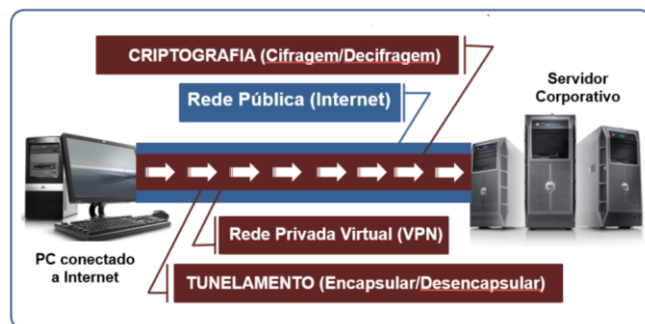 CRIPTOGRAFIA (Cifragem/Decifragem)
Rede Pública (Internet)
Servidor
Corporativo
Rede Privada Virtual (VPN)
PC conectado
a Internet
TUNELAMENTO (Encapsular/Desencapsular)